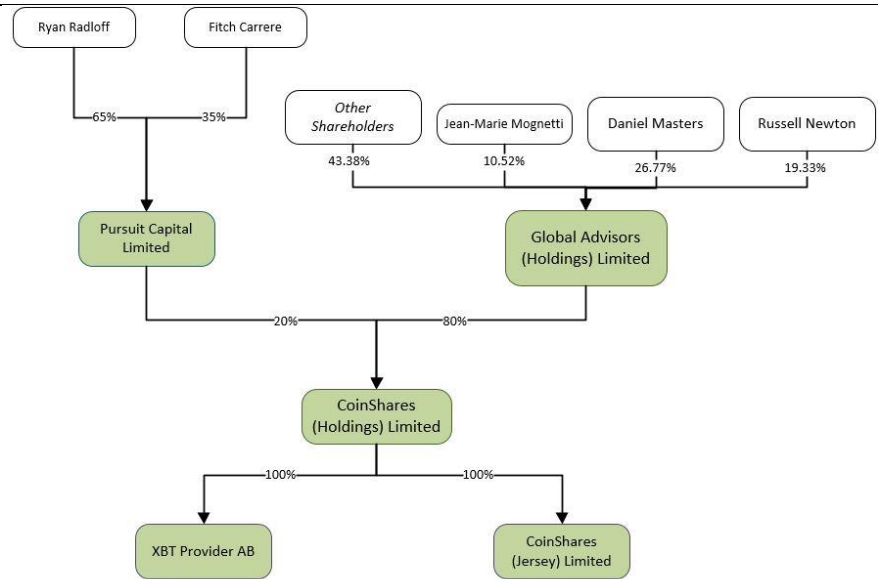 Ryan Radloff
Fitch Carrere
65%
35%
Other
Shareholders
Jean-Marie Mognetti
Daniel Masters
Russell Newton
43.38%
10.52%
26.77%
19.33%
Pursuit Capital
Limited
Global Advisors
(Holdings) Limited
20%
80%
CoinShares
(Holdings) Limited
100%
100%
XBT Provider AB
CoinShares
(Jersey) Limited